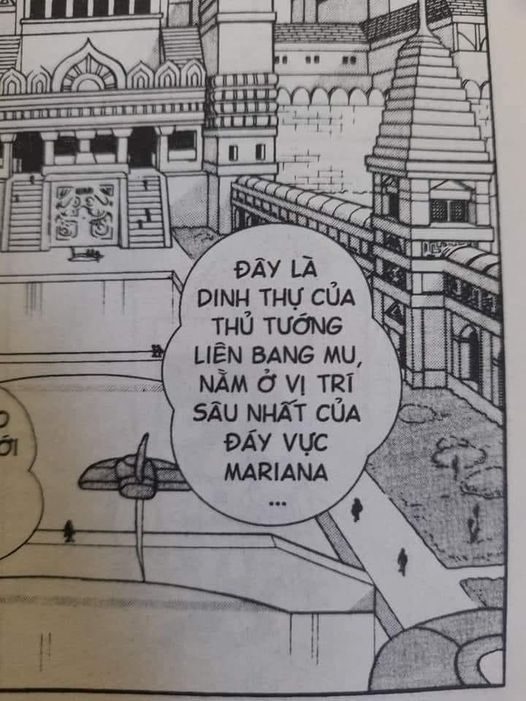 ĐÂY LÀ
DINH THỰ CỦA
THỦ TƯỚNG
LIÊN BANG MU,
NẰM Ở VỊ TRÍ
SÂU NHẤT CỦA
ĐÁY VỰC
MARIANA
...